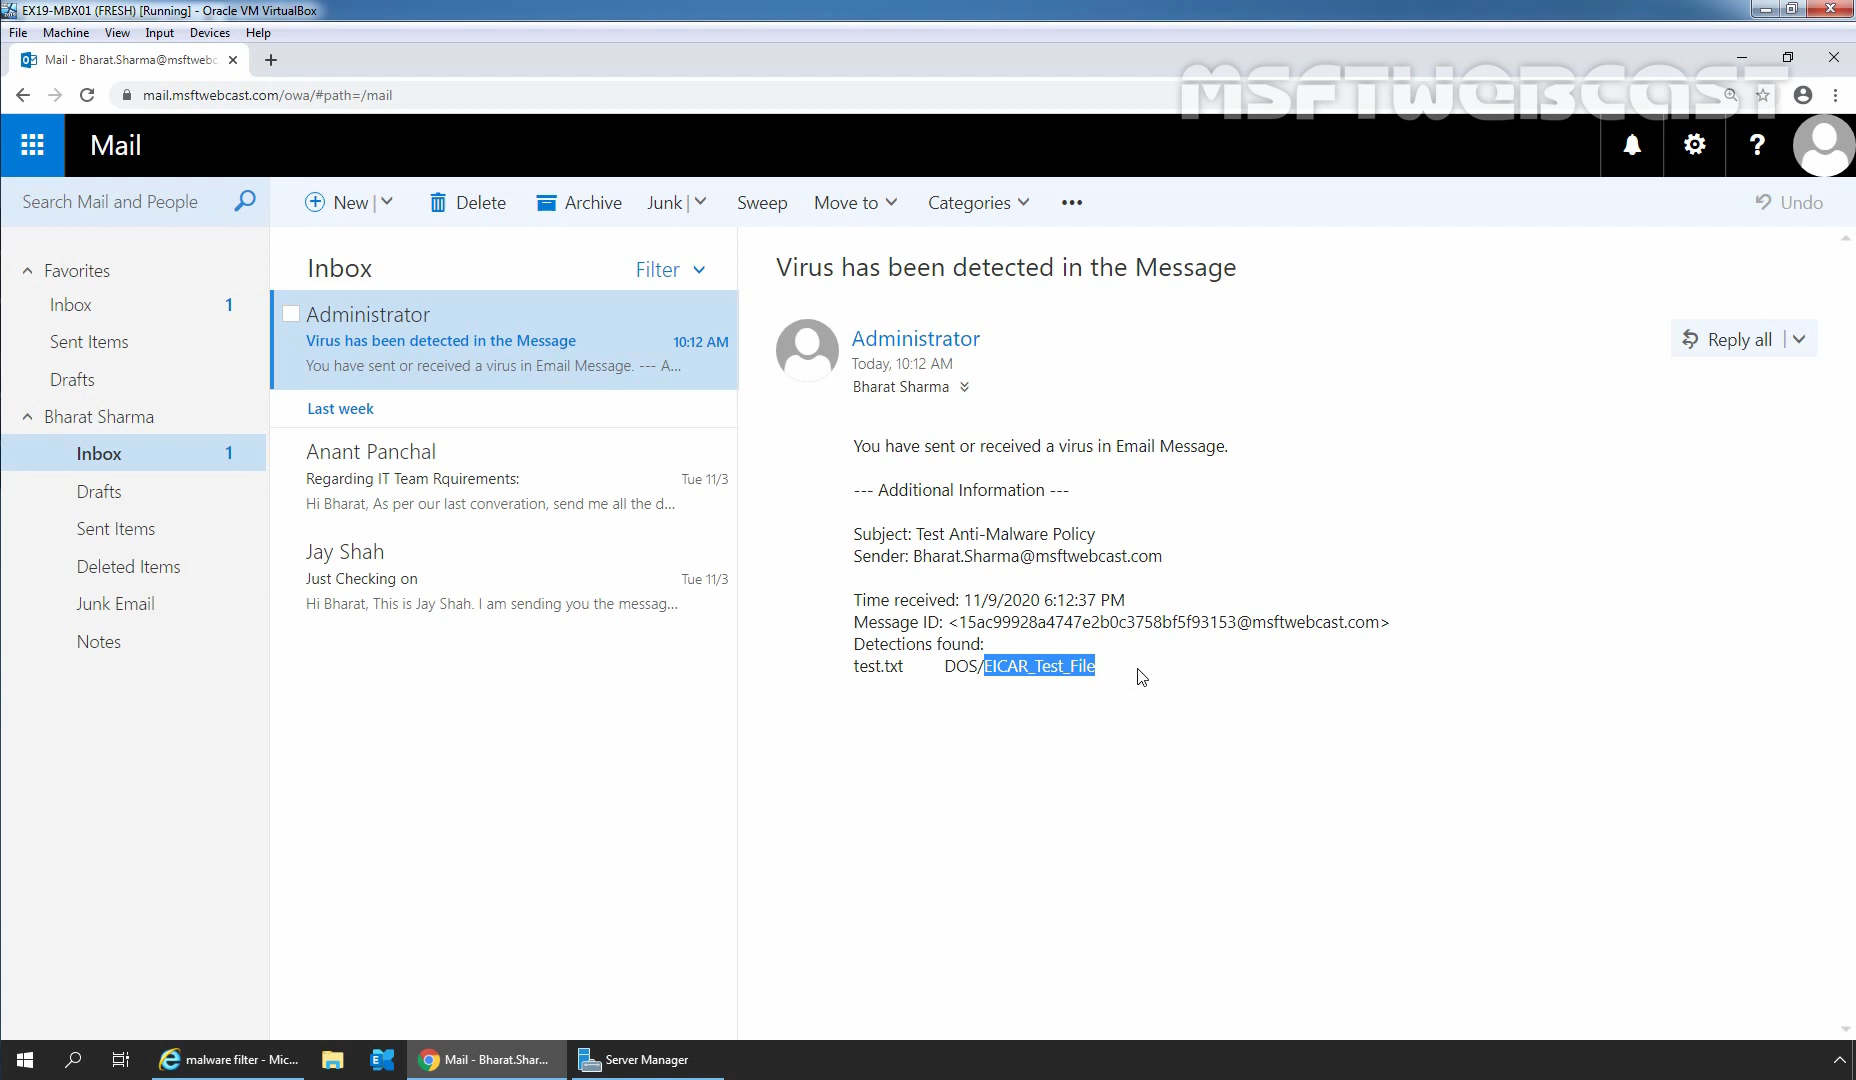 EX19-MBX01 (FRESH) [Running] - Oracle VM VirtualBox
File Machine View Input Devices Help
Mail - Bharat.Sharma@msftwebc
mail.msftwebcast.com/owa/#path=/mail
MSFTWEBCAST
Mail
?
Search Mail and People
New
Delete
Archive
Junk
Sweep
Move to
Categories
•••
Undo
Favorites
Inbox 1
Sent Items
Drafts
Bharat Sharma
Inbox 1
Drafts
Sent Items
Deleted Items
Junk Email
Notes
Inbox
Filter
Administrator
Virus has been detected in the Message 10:12 AM
You have sent or received a virus in Email Message. --- A...
Last week
Anant Panchal
Regarding IT Team Rquirements: Tue 11/3
Hi Bharat, As per our last converation, send me all the d...
Jay Shah
Just Checking on Tue 11/3
Hi Bharat, This is Jay Shah. I am sending you the messag...
Virus has been detected in the Message
Administrator
Today, 10:12 AM
Bharat Sharma
Reply all
You have sent or received a virus in Email Message.
--- Additional Information ---
Subject: Test Anti-Malware Policy
Sender: Bharat.Sharma@msftwebcast.com
Time received: 11/9/2020 6:12:37 PM
Message ID: <15ac99928a4747e2b0c3758bf5f93153@msftwebcast.com>
Detections found:
test.txt DOS/EICAR_Test_File
malware filter - Mic...
Mail - Bharat.Shar...
Server Manager